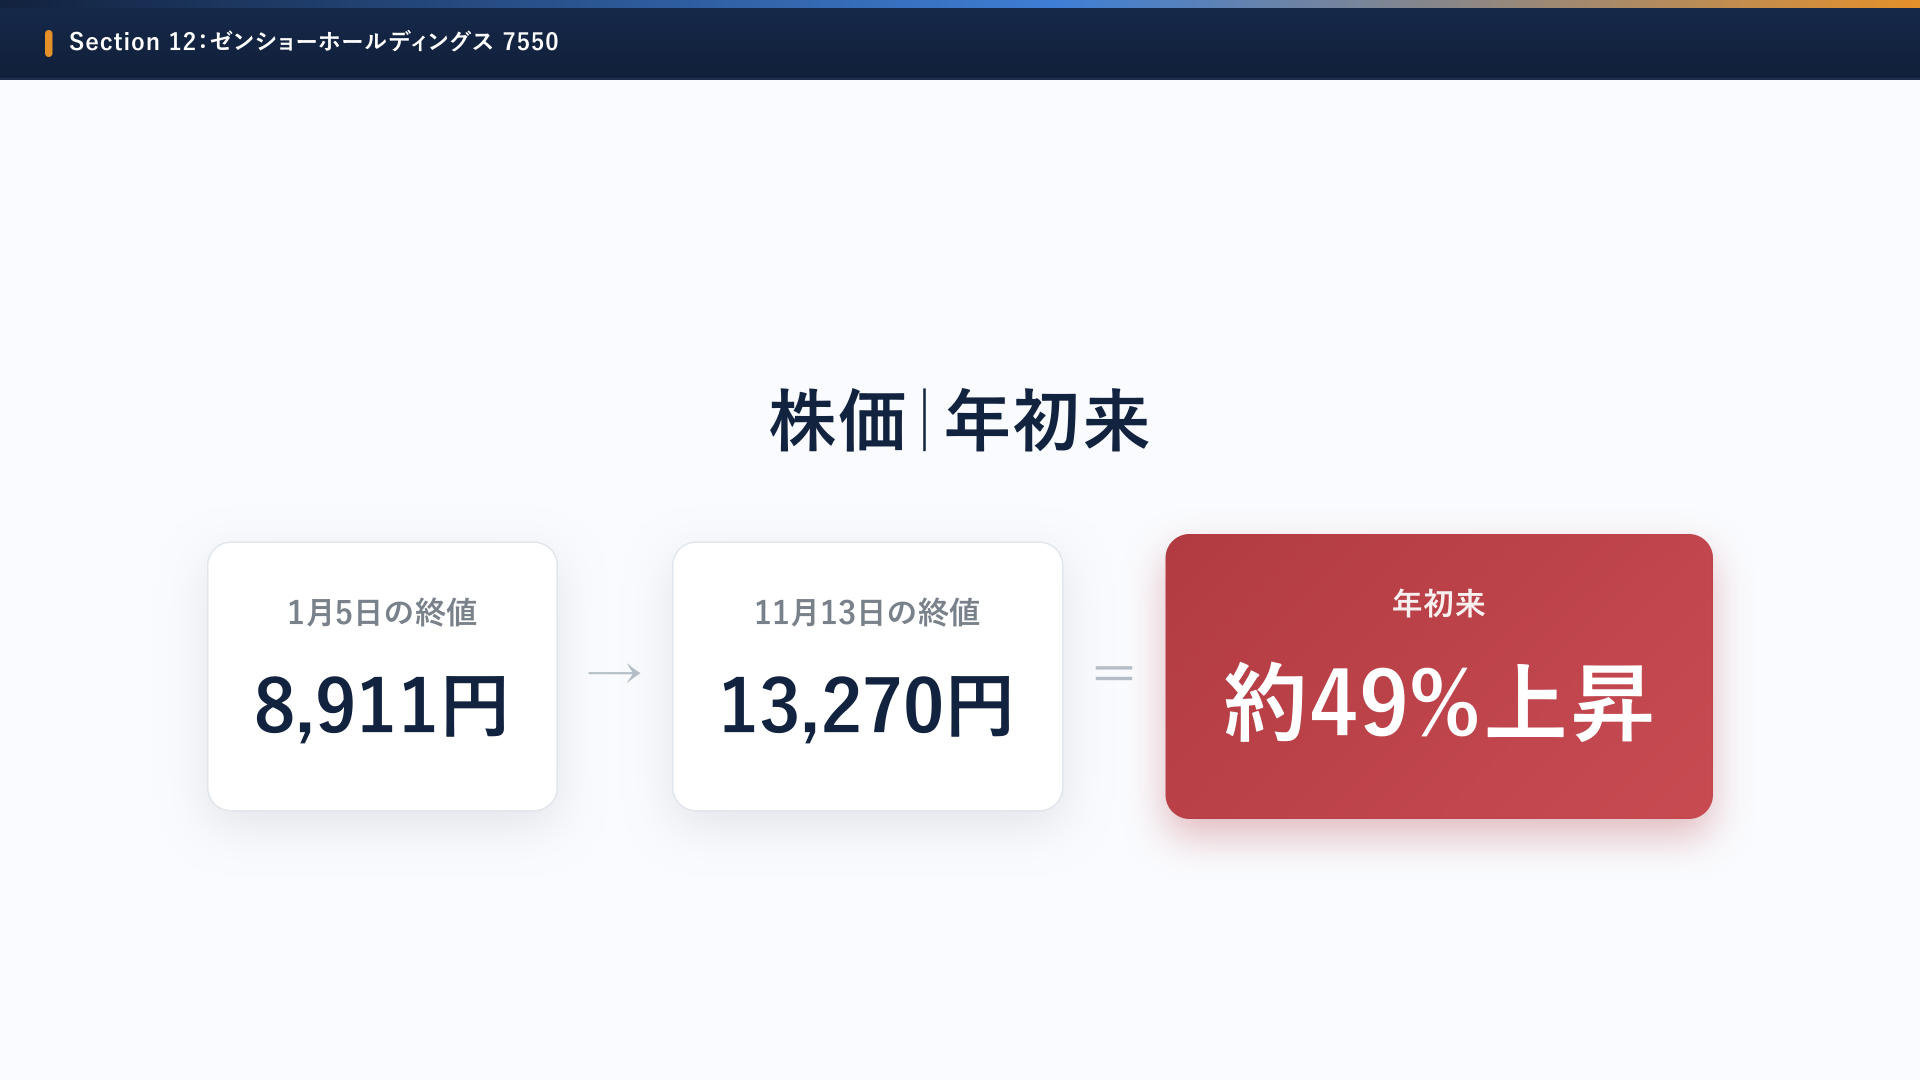 Section 12：ゼンショーホールディングス 7550
株価｜年初来
1月5日の終値
8,911円
→
11月13日の終値
13,270円
＝
年初来
約49%上昇